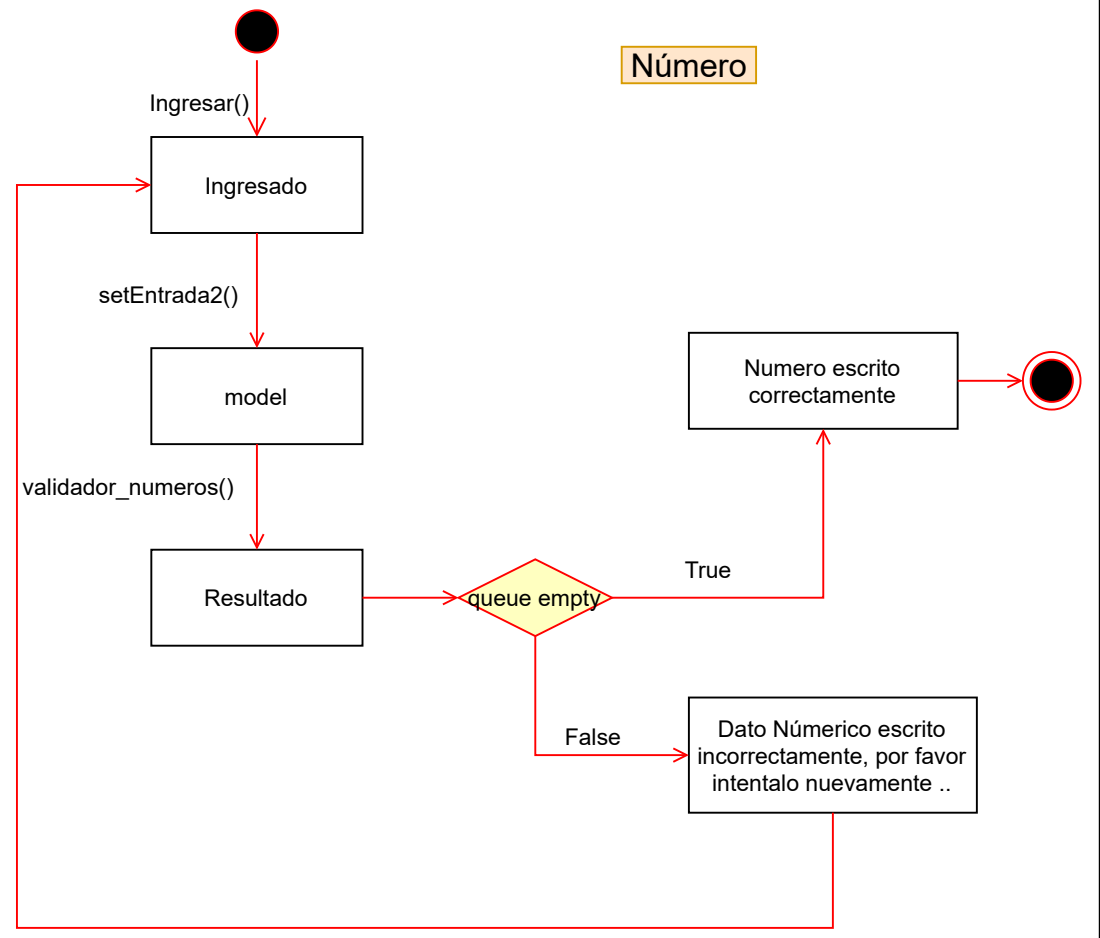 Número
Ingresar()
Ingresado
setEntrada2()
model
Numero escrito
correctamente
validador_numeros()
Resultado
queue empty
True
False
Dato Númerico escrito
incorrectamente, por favor
intentalo nuevamente ..